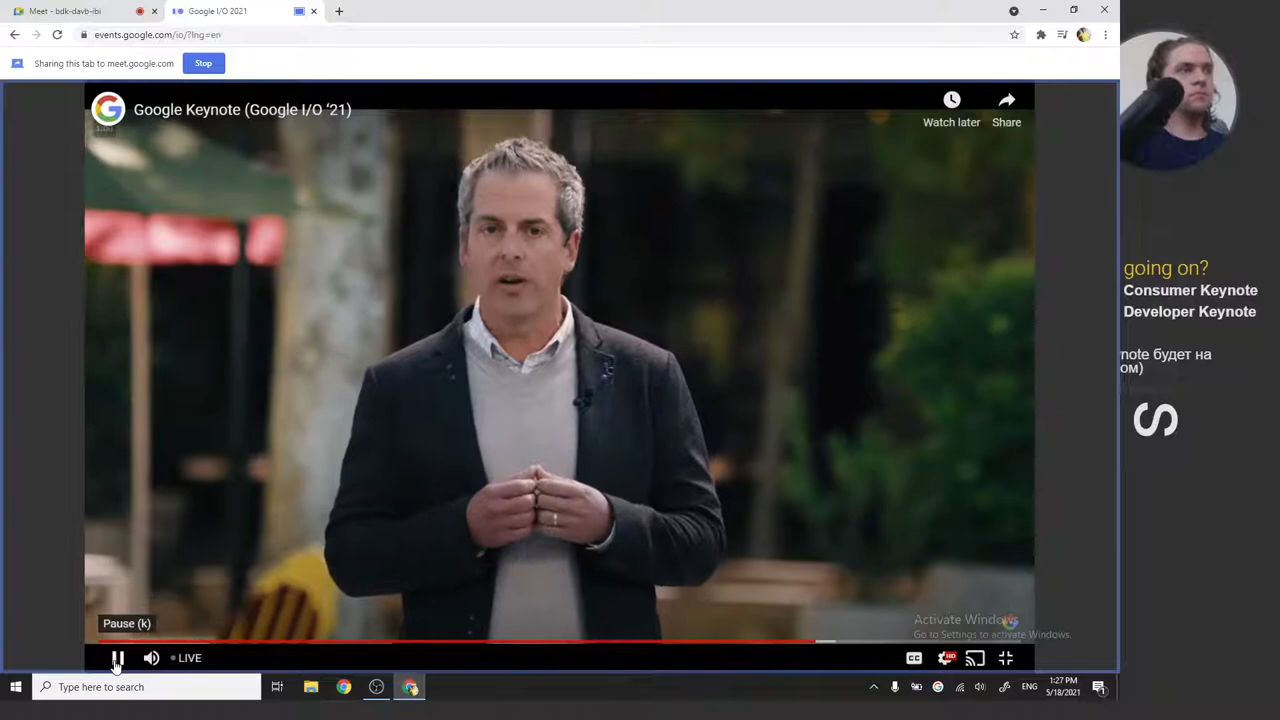 Meet - bdk-davb-ibi
Google I/O 2021
events.google.com/io/?lng=en
Sharing this tab to meet.google.com
Stop
Google Keynote (Google I/O ‘21)
Watch later
Share
going on?
Consumer Keynote
Developer Keynote
note будет на
ом)
S
Pause (k)
Activate Windows
Go to Settings to activate Windows.
LIVE
CC
HD
Type here to search
ENG
1:27 PM
5/18/2021
1